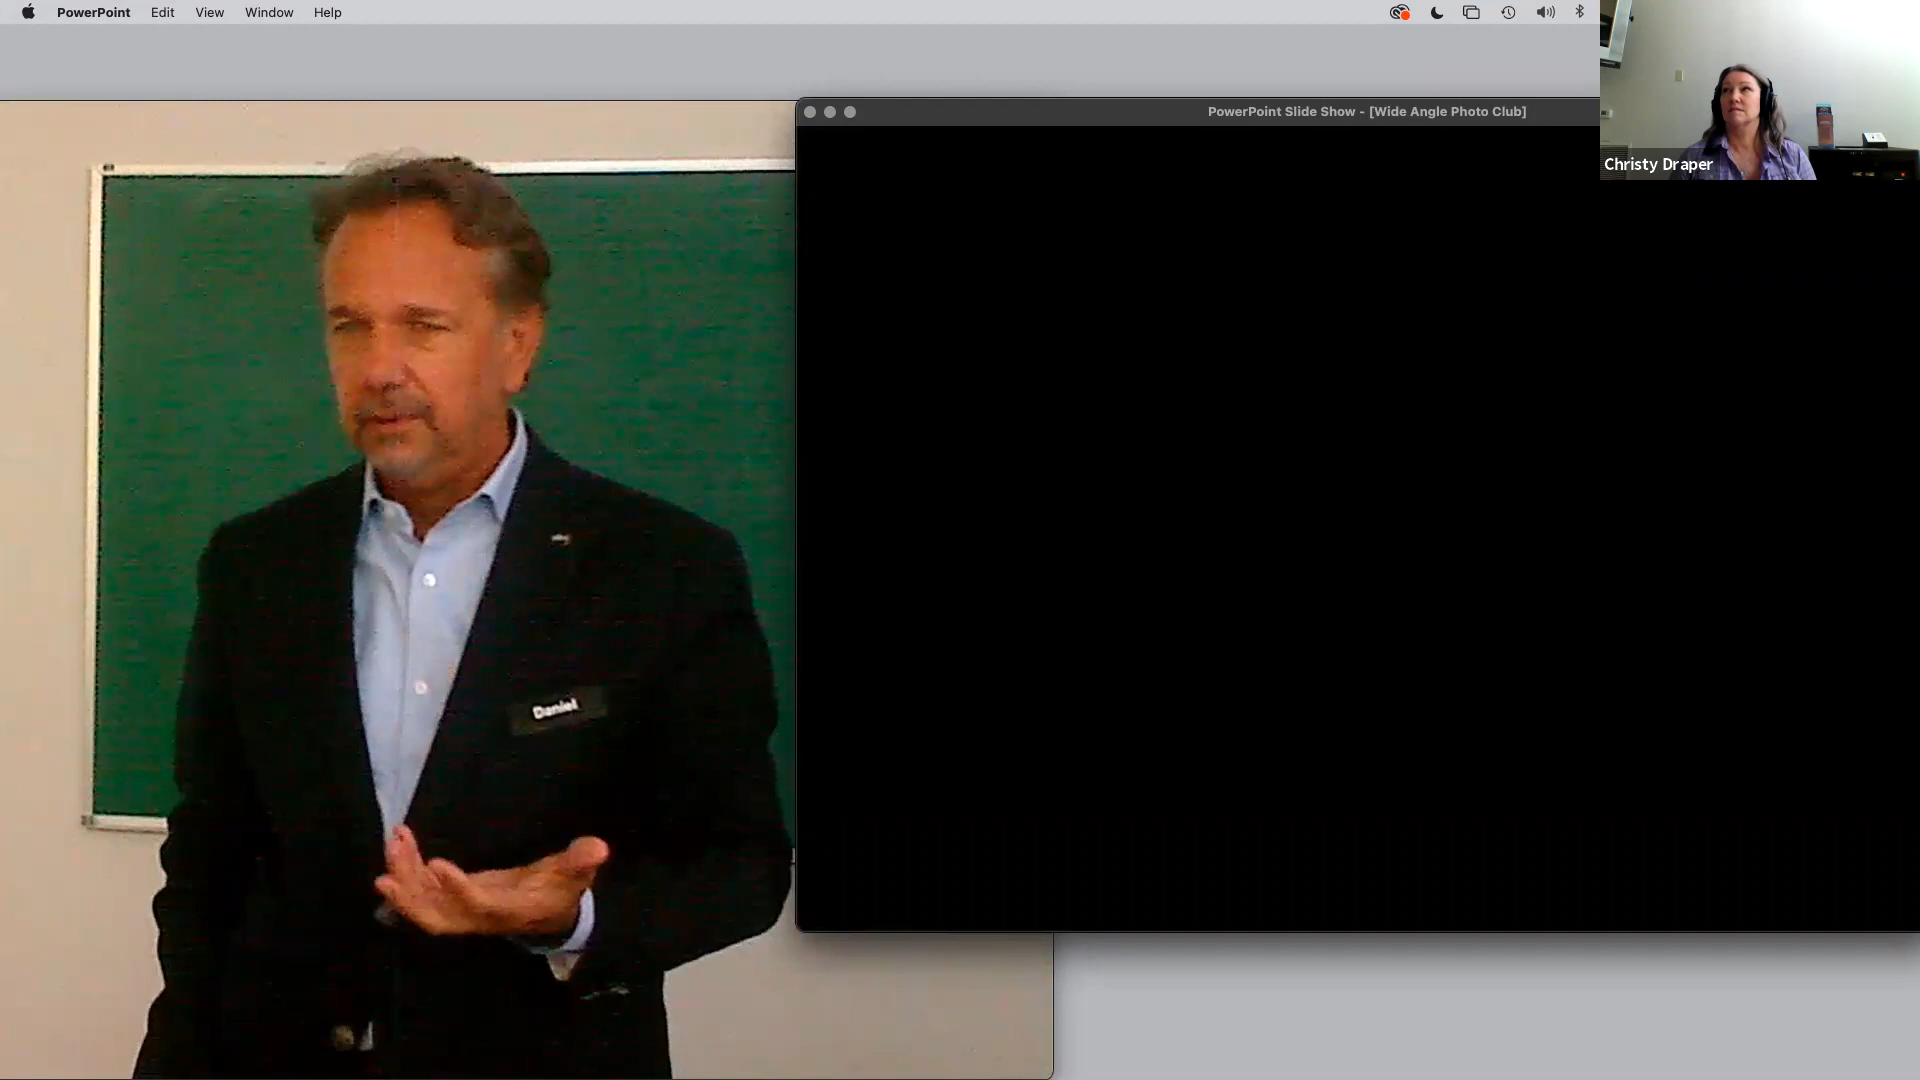 PowerPoint Edit View Window Help
PowerPoint Slide Show - [Wide Angle Photo Club]
Christy Draper
Daniel